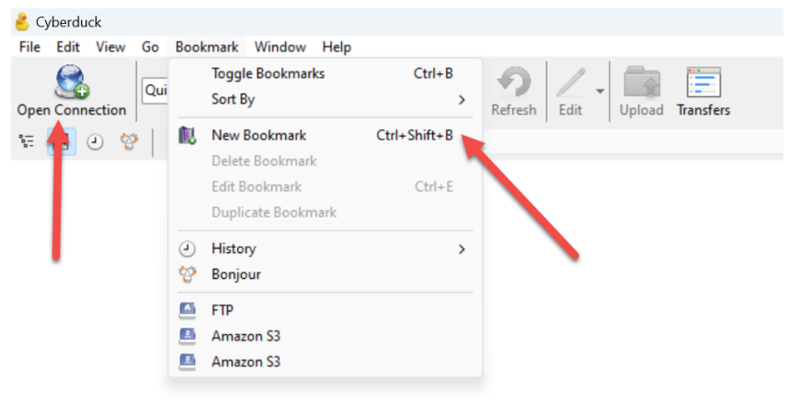 Cyberduck
File Edit View Go Bookmark Window Help
Open Connection
Qui
Refresh
Edit
Upload
Transfers
Toggle Bookmarks Ctrl+B
Sort By
New Bookmark Ctrl+Shift+B
Delete Bookmark
Edit Bookmark Ctrl+E
Duplicate Bookmark
History
Bonjour
FTP
Amazon S3
Amazon S3